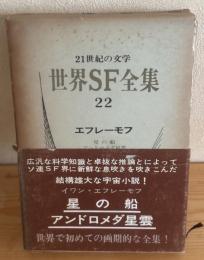 21世紀の文学
世界SF全集
22
エフレーモフ
星の船
広汎な科学知識と卓抜な推論とによって
ソ連SF界に新鮮な息吹きを吹きこんだ
結構雄大な宇宙小説!
イワン・エフレーモフ
星の船
アンドロメダ星雲
世界で初めての画期的な全集!